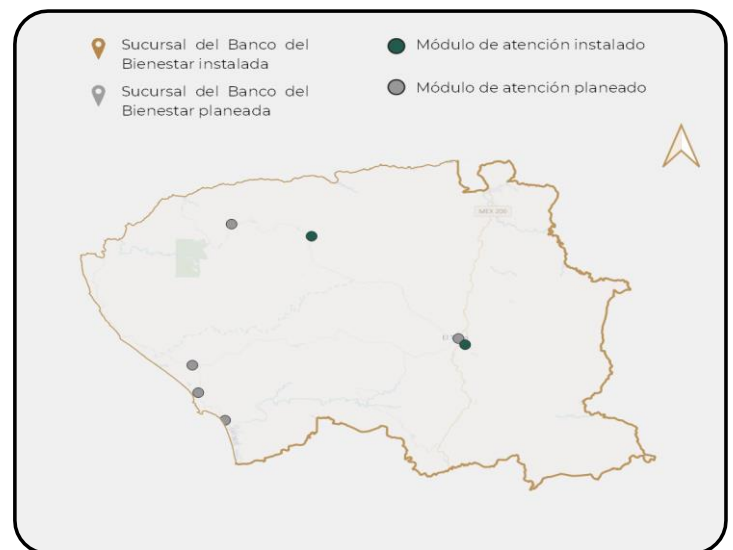 Sucursal del Banco del
Bienestar instalada
Sucursal del Banco del
Bienestar planeada
Módulo de atención instalado
Módulo de atención planeado
MEX 200